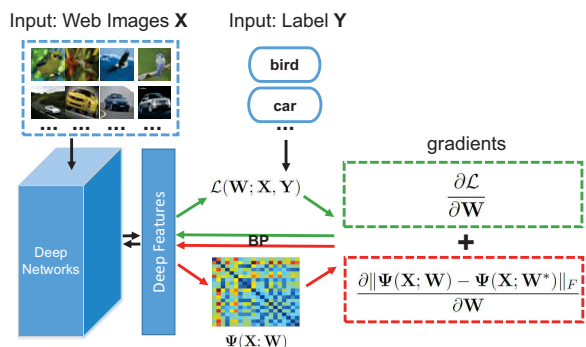 Input: Web Images X
Input: Label Y
bird
car
...
... ... ... ...
gradients
L(W; X, Y)
∂L
∂W
Deep Networks
Deep Features
BP
+
∂‖Ψ(X; W) − Ψ(X; W*)‖F
∂W
Ψ(X; W)